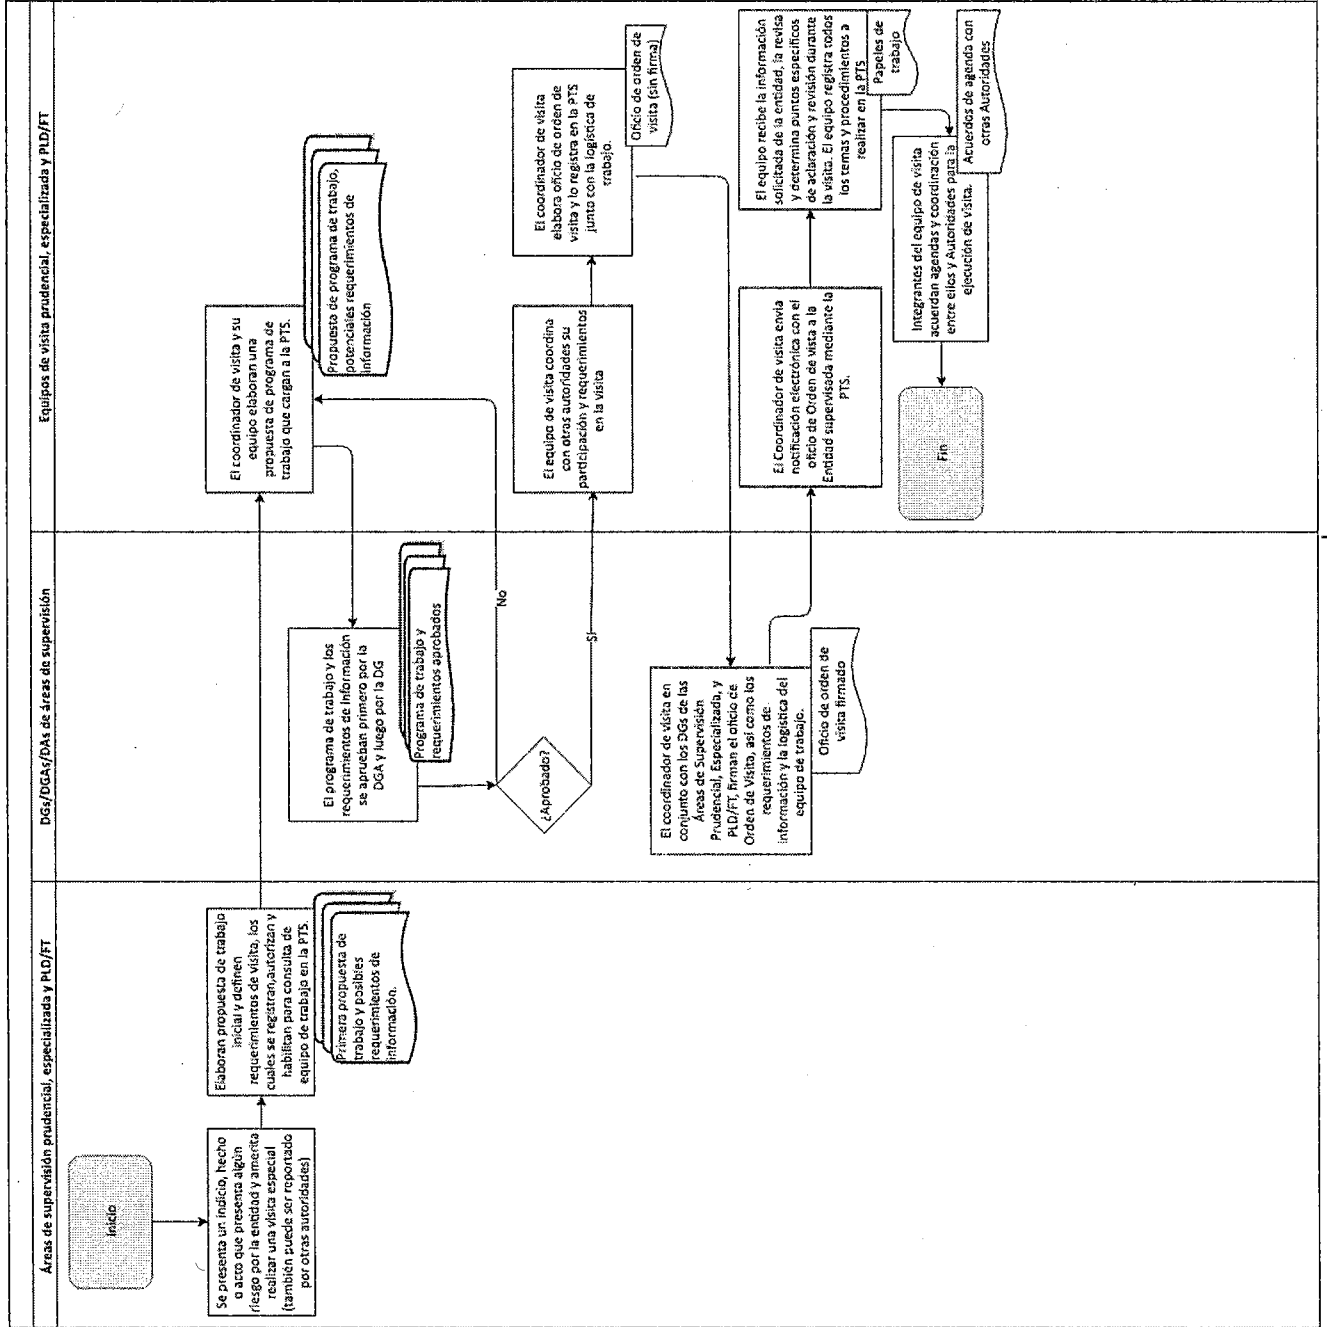 Áreas de supervisión prudencial, especializada y PLD/FT
DGs/DGAs/DAs de áreas de supervisión
Equipos de visita prudencial, especializada y PLD/FT
Inicio
Se presenta un indicio, hecho
o acto que presenta algún
riesgo por la entidad y amerita
realizar una visita especial
(también puede ser reportado
por otras autoridades)
Elaboran propuesta de trabajo
inicial y definen
requerimientos de visita, los
cuales se registran,autorizan y
habilitan para consulta de
equipo de trabajo en la PTS.
Primera propuesta de
trabajo y posibles
requerimientos de
información.
El coordinador de visita y su
equipo elaboran una
propuesta de programa de
trabajo que cargan a la PTS.
Propuesta de programa de trabajo,
potenciales requerimientos de
información
El programa de trabajo y los
requerimientos de Información
se aprueban primero por la
DGA y luego por la DG
Programa de trabajo y
requerimientos aprobados
¿Aprobado?
No
Sí
El equipo de visita coordina
con otras autoridades su
participación y requerimientos
en la visita
El coordinador de visita
elabora oficio de orden de
visita y lo registra en la PTS
junto con la logística de
trabajo.
Oficio de orden de
visita (sin firma)
El coordinador de visita en
conjunto con los DGs de las
Áreas de Supervisión
Prudencial, Especializada, y
PLD/FT, firman el oficio de
Orden de Visita, así como los
requerimientos de
información y la logística del
equipo de trabajo.
Oficio de orden de
visita firmado
El Coordinador de visita envía
notificación electrónica con el
oficio de Orden de vista a la
Entidad supervisada mediante la
PTS.
El equipo recibe la información
solicitada de la entidad, la revisa
y determina puntos específicos
de aclaración y revisión durante
la visita. El equipo registra todos
los temas y procedimientos a
realizar en la PTS
Papeles de
trabajo
Integrantes del equipo de visita
acuerdan agendas y coordinación
entre ellos y Autoridades para la
ejecución de visita.
Acuerdos de agenda con
otras Autoridades
Fin